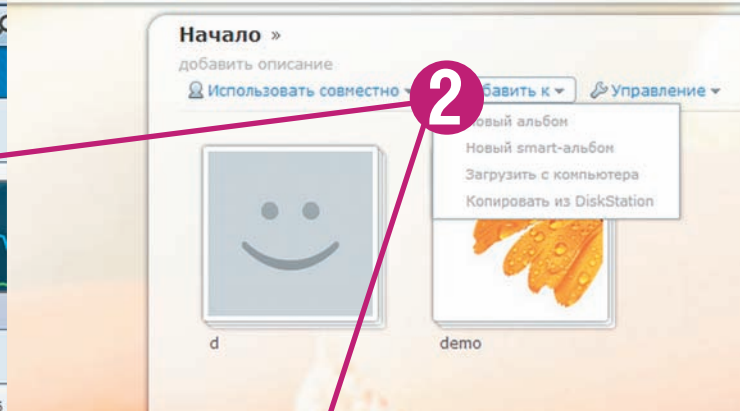 Начало »
добавить описание
Использовать совместно
2
бавить к
Управление
овый альбом
Новый smart-альбом
Загрузить с компьютера
Копировать из DiskStation
d
demo